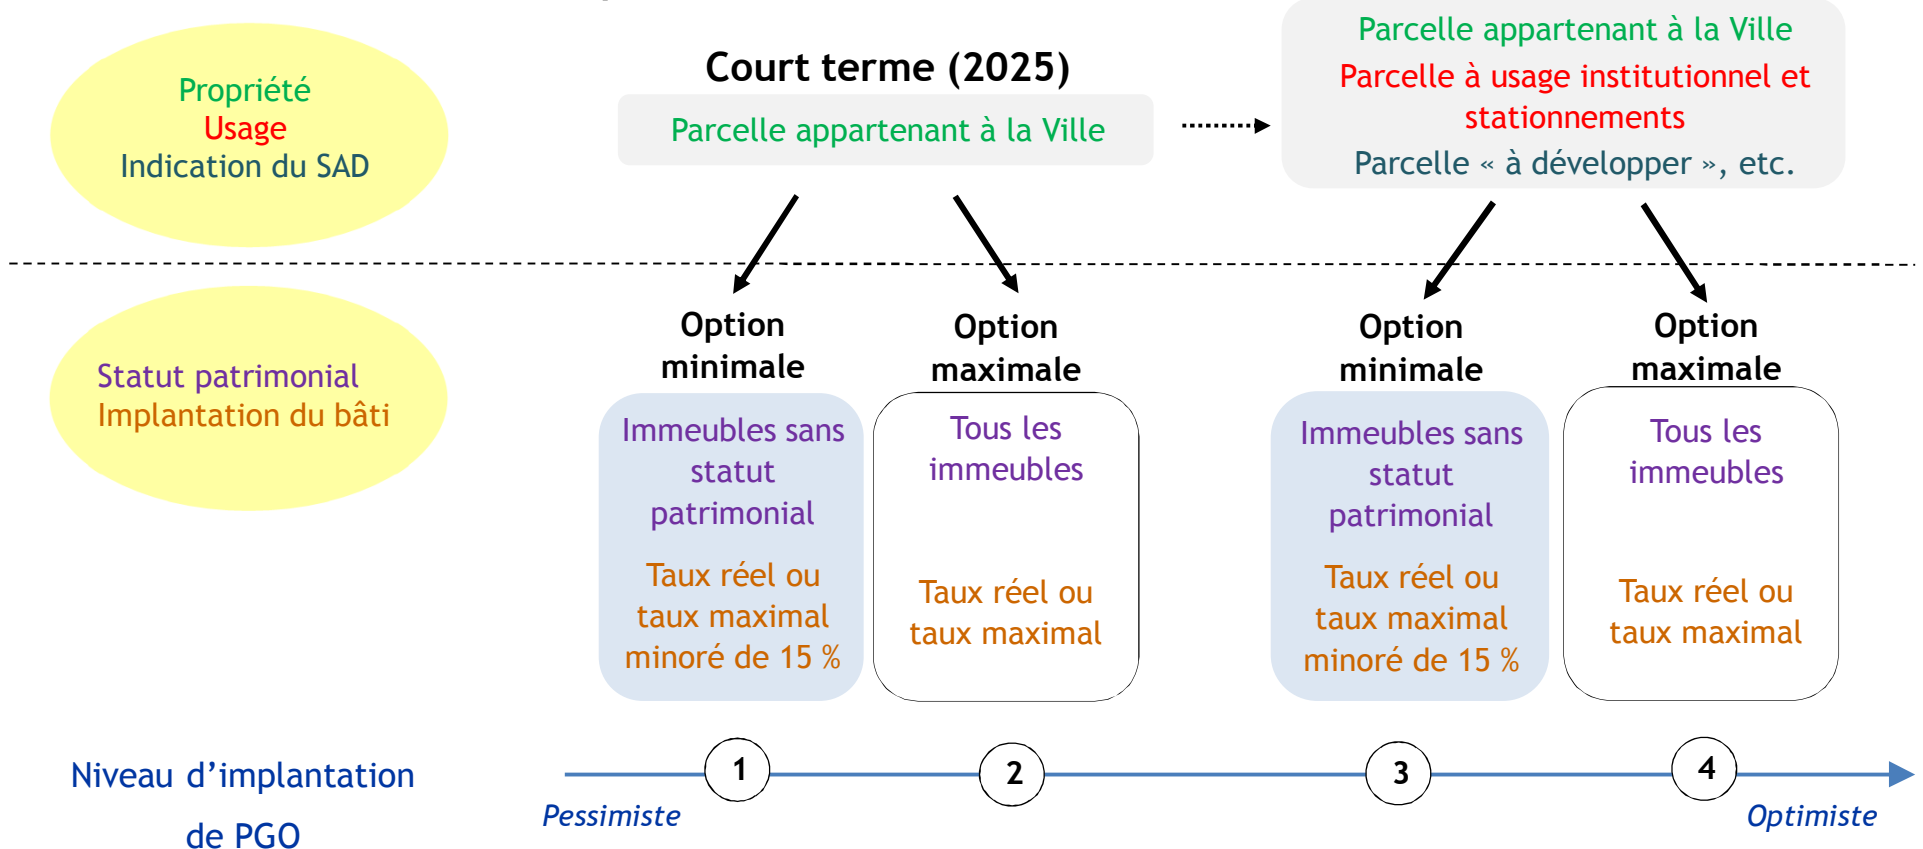 Propriété
Usage
Indication du SAD
Court terme (2025)
Parcelle appartenant à la Ville
Parcelle appartenant à la Ville
Parcelle à usage institutionnel et
stationnements
Parcelle « à développer », etc.
Statut patrimonial
Implantation du bâti
Option
minimale
Immeubles sans
statut
patrimonial
Taux réel ou
taux maximal
minoré de 15 %
Option
maximale
Tous les
immeubles
Taux réel ou
taux maximal
Option
minimale
Immeubles sans
statut
patrimonial
Taux réel ou
taux maximal
minoré de 15 %
Option
maximale
Tous les
immeubles
Taux réel ou
taux maximal
Niveau d’implantation
de PGO
1
2
3
4
Pessimiste
Optimiste